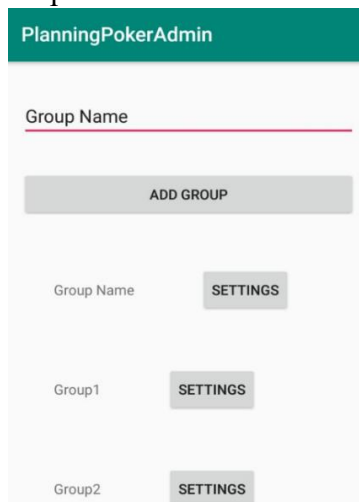 PlanningPokerAdmin
Group Name
ADD GROUP
Group Name SETTINGS
Group1 SETTINGS
Group2 SETTINGS